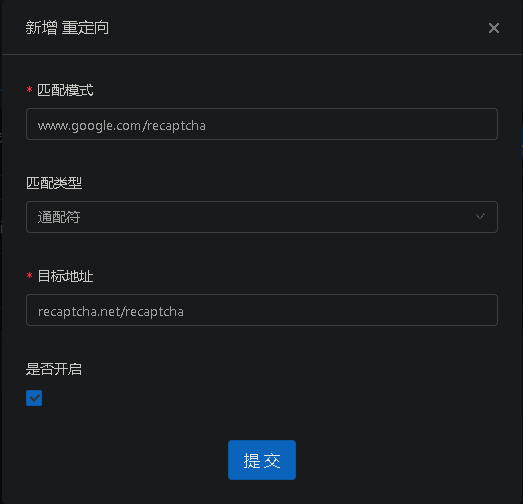 新增 重定向
* 匹配模式
www.google.com/recaptcha
匹配类型
通配符
* 目标地址
recaptcha.net/recaptcha
是否开启
提 交